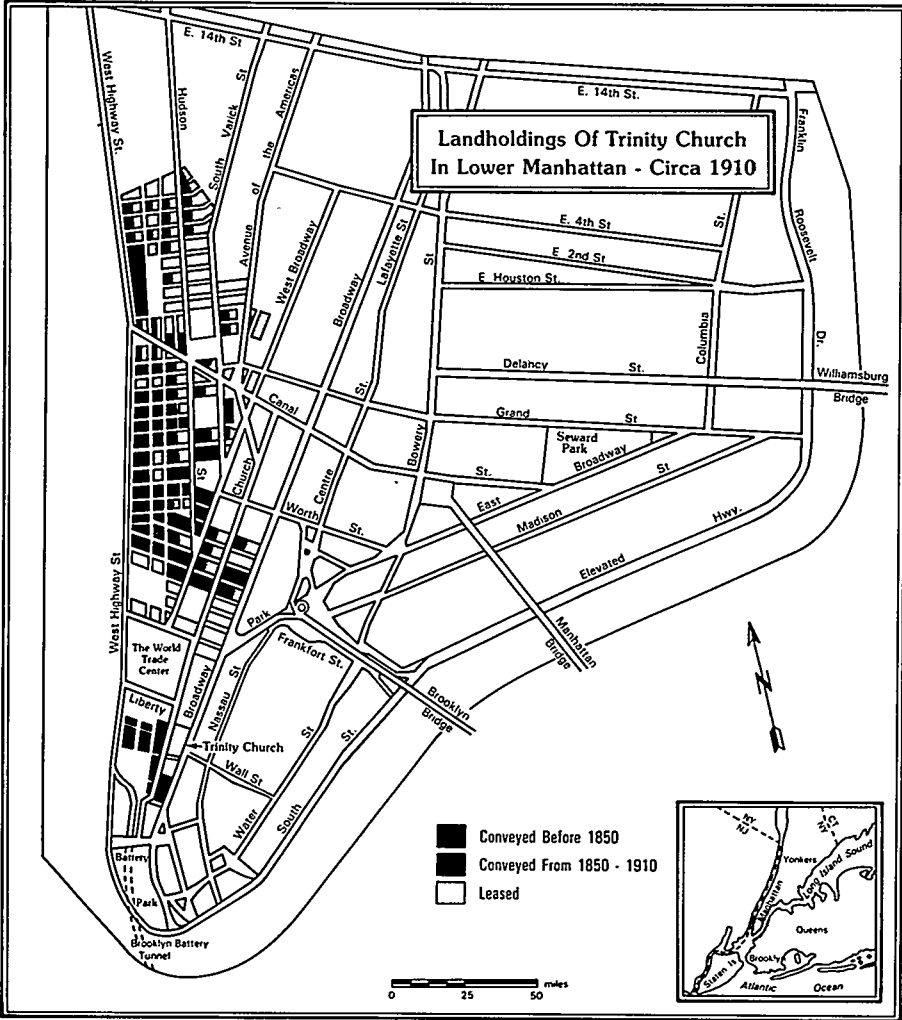 Landholdings Of Trinity Church
In Lower Manhattan - Circa 1910
E. 14th St
E. 14th St.
West Highway St.
Hudson
St
South Varick St
Avenue of the Americas
West Broadway
Broadway
Lafayette St
St.
St
Franklin
Roosevelt
Dr.
E. 4th St
St.
E. 2nd St
E Houston St.
Columbia
Delancy St.
Williamsburg
Bridge
Grand St
Canal
St.
Bowery
Seward
Park
East
Broadway
Madison St
Church
Centre
Worth
St.
Elevated
Hwy.
West Highway St
Park
Frankfort St.
Manhattan
Bridge
Brooklyn
Bridge
The World
Trade
Center
Liberty
Broadway
Nassau St
Trinity Church
Wall St
Water St
South St.
Battery
Park
Brooklyn Battery
Tunnel
N
Conveyed Before 1850
Conveyed From 1850 - 1910
Leased
0 25 50 miles
NY
NJ
CT
NY
Yonkers
Long Island Sound
Manhattan
Queens
Brookly
Staten Is
Atlantic Ocean